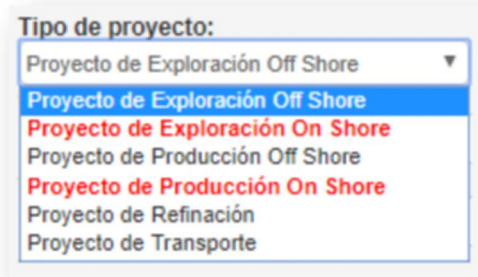 Tipo de proyecto:
Proyecto de Exploración Off Shore
Proyecto de Exploración Off Shore
Proyecto de Exploración On Shore
Proyecto de Producción Off Shore
Proyecto de Producción On Shore
Proyecto de Refinación
Proyecto de Transporte